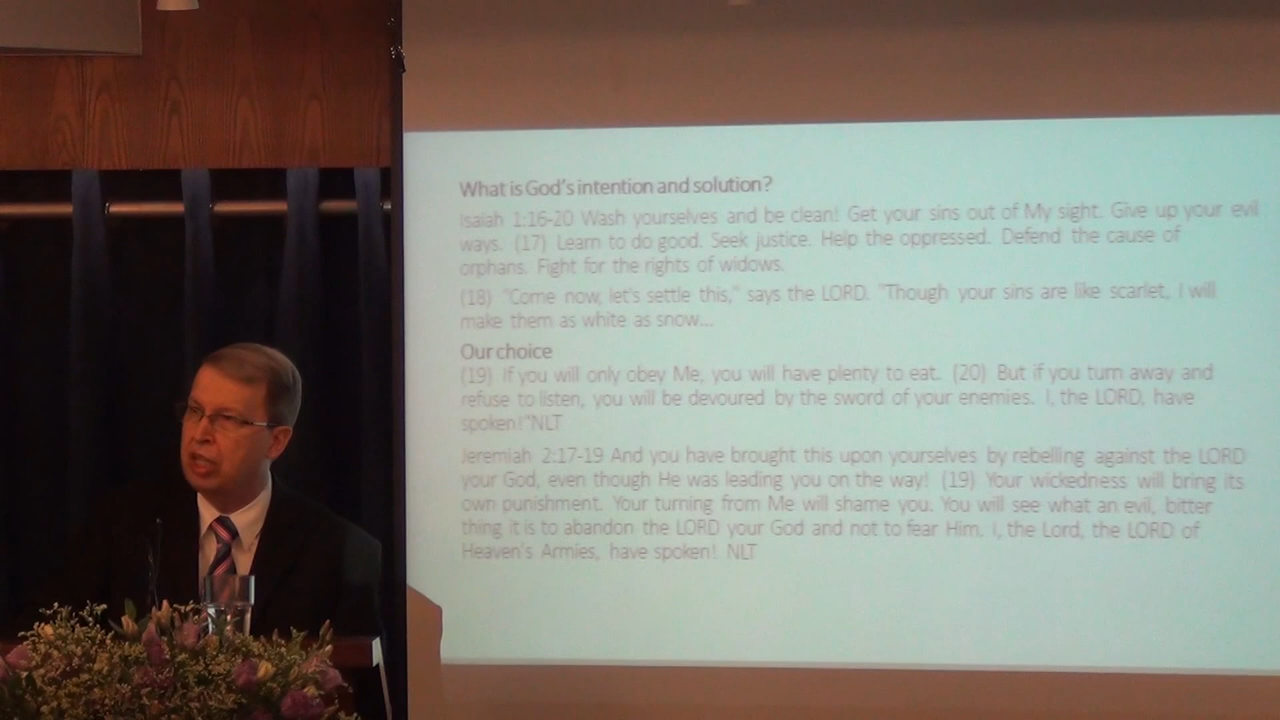 What is God's intention and solution?
Isaiah 1:16-20 Wash yourselves and be clean! Get your sins out of My sight. Give up your evil
ways. (17) Learn to do good. Seek justice. Help the oppressed. Defend the cause of
orphans. Fight for the rights of widows.
(18) "Come now, let's settle this," says the LORD. "Though your sins are like scarlet, I will
make them as white as snow...
Our choice
(19) If you will only obey Me, you will have plenty to eat. (20) But if you turn away and
refuse to listen, you will be devoured by the sword of your enemies. I, the LORD, have
spoken!"NLT
Jeremiah 2:17-19 And you have brought this upon yourselves by rebelling against the LORD
your God, even though He was leading you on the way! (19) Your wickedness will bring its
own punishment. Your turning from Me will shame you. You will see what an evil, bitter
thing it is to abandon the LORD your God and not to fear Him. I, the Lord, the LORD of
Heaven's Armies, have spoken! NLT